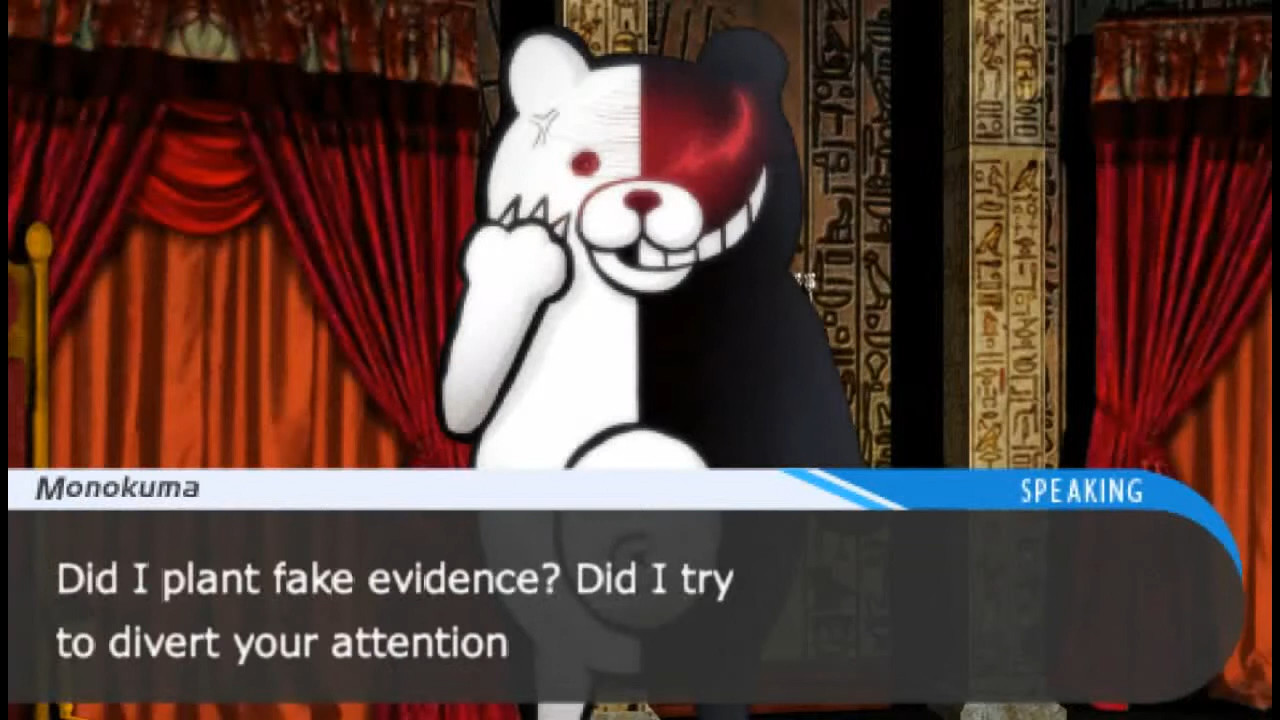 Monokuma
SPEAKING
Did I plant fake evidence? Did I try
to divert your attention